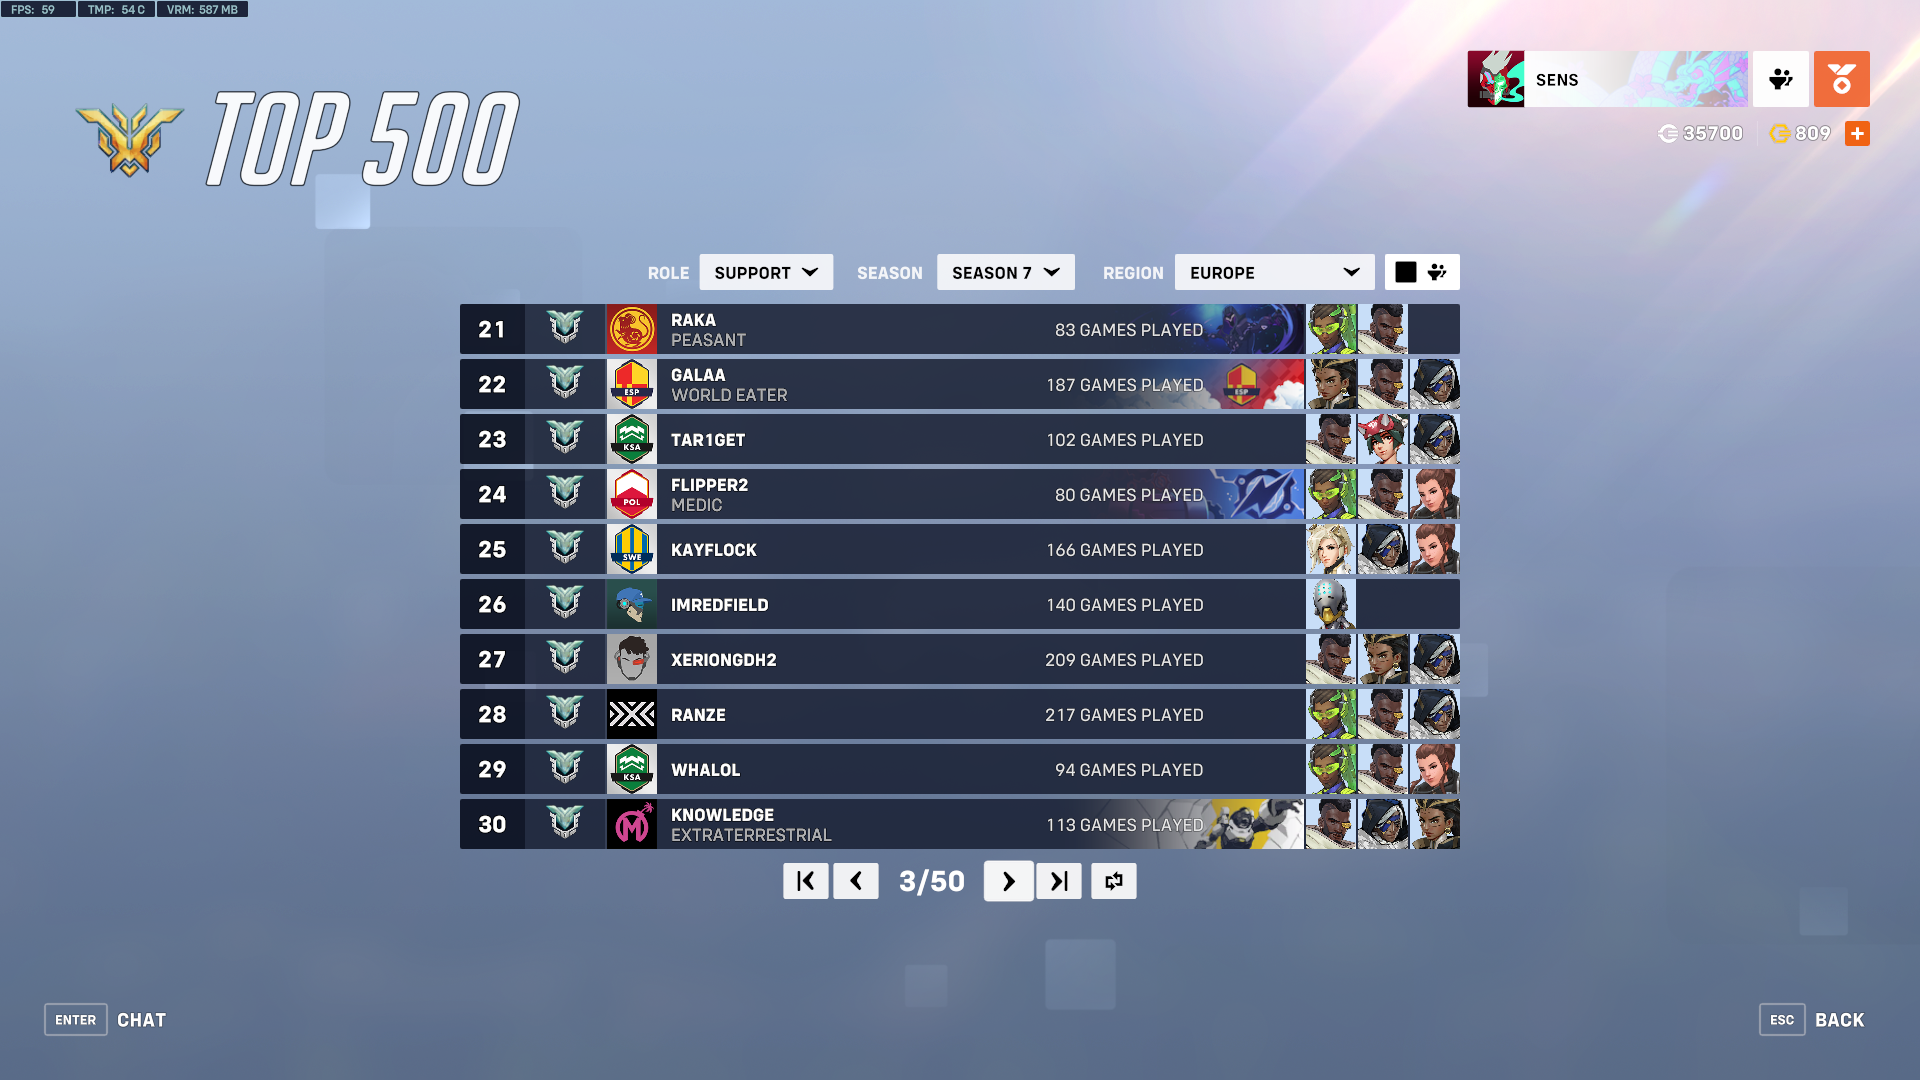 FPS: 59 TMP: 54 C VRM: 587 MB
TOP 500
SENS
35700 809
ROLE SUPPORT SEASON SEASON 7 REGION EUROPE
21 RAKA 83 GAMES PLAYED
PEASANT
22 GALAA 187 GAMES PLAYED
WORLD EATER
ESP
23 TAR1GET 102 GAMES PLAYED
KSA
24 FLIPPER2 80 GAMES PLAYED
MEDIC
POL
25 KAYFLOCK 166 GAMES PLAYED
SWE
26 IMREDFIELD 140 GAMES PLAYED
27 XERIONGDH2 209 GAMES PLAYED
28 RANZE 217 GAMES PLAYED
29 WHALOL 94 GAMES PLAYED
KSA
30 KNOWLEDGE 113 GAMES PLAYED
EXTRATERRESTRIAL
3/50
ENTER CHAT
ESC BACK